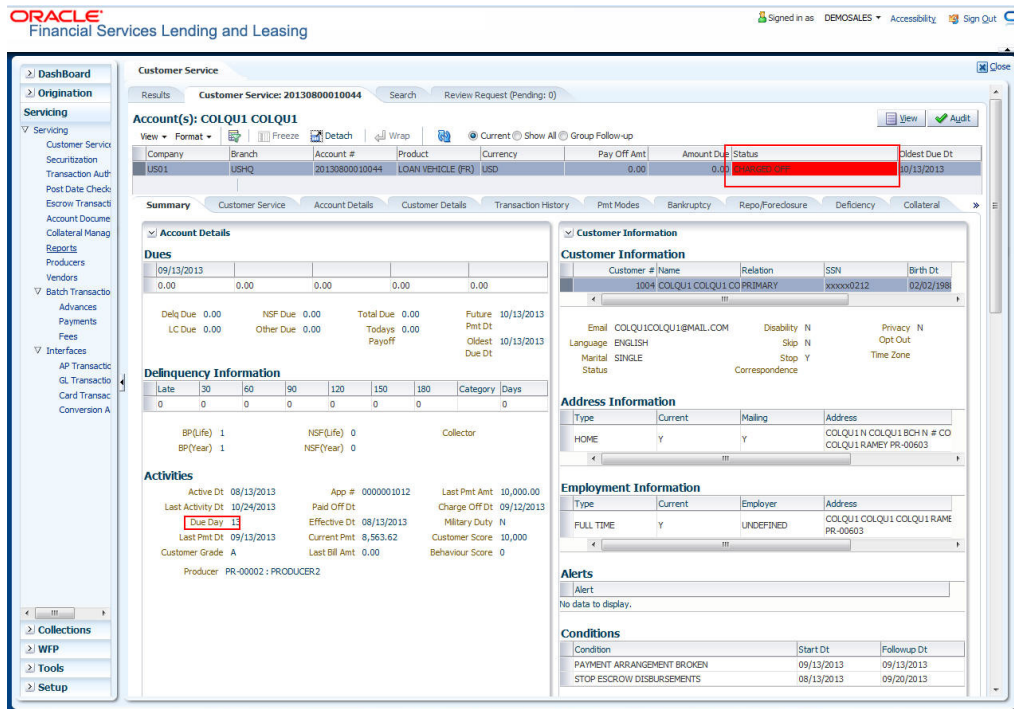 ORACLE
Financial Services Lending and Leasing
Signed in as DEMOSALES Accessibility Sign Out
Close
DashBoard
Origination
Servicing
Servicing
Customer Service
Securitization
Transaction Auth
Post Date Checks
Escrow Transacti
Account Docume
Collateral Manag
Reports
Producers
Vendors
Batch Transactio
Advances
Payments
Fees
Interfaces
AP Transactic
GL Transactio
Card Transac
Conversion A
Collections
WFP
Tools
Setup
Customer Service
Results Customer Service: 20130800010044 Search Review Request (Pending: 0)
Account(s): COLQU1 COLQU1
View Audit
View Format Freeze Detach Wrap Current Show All Group Follow-up
Company Branch Account # Product Currency Pay Off Amt Amount Due Status Oldest Due Dt
US01 USHQ 20130800010044 LOAN VEHICLE (FR) USD 0.00 0.00 CHARGED OFF 10/13/2013
Summary Customer Service Account Details Customer Details Transaction History Pmt Modes Bankruptcy Repo/Foreclosure Deficiency Collateral »
Account Details
Dues
09/13/2013
0.00 0.00 0.00 0.00 0.00
Delq Due 0.00 NSF Due 0.00 Total Due 0.00 Future Pmt Dt 10/13/2013
LC Due 0.00 Other Due 0.00 Todays Payoff 0.00 Oldest Due Dt 10/13/2013
Delinquency Information
Late 30 60 90 120 150 180 Category Days
0 0 0 0 0 0 0 0
BP(Life) 1 NSF(Life) 0 Collector
BP(Year) 1 NSF(Year) 0
Activities
Active Dt 08/13/2013 App # 0000001012 Last Pmt Amt 10,000.00
Last Activity Dt 10/24/2013 Paid Off Dt Charge Off Dt 09/12/2013
Due Day 13 Effective Dt 08/13/2013 Military Duty N
Last Pmt Dt 09/13/2013 Current Pmt 8,563.62 Customer Score 10,000
Customer Grade A Last Bill Amt 0.00 Behaviour Score 0
Producer PR-00002 : PRODUCER2
Customer Information
Customer Information
Customer # Name Relation SSN Birth Dt
1004 COLQU1 COLQU1 CO PRIMARY xxxxx0212 02/02/198
Email COLQU1COLQU1@MAIL.COM Disability N Privacy Opt Out N
Language ENGLISH Skip N Time Zone
Marital Status SINGLE Stop Correspondence Y
Address Information
Type Current Mailing Address
HOME Y Y COLQU1 N COLQU1 BCH N # CO
COLQU1 RAMEY PR-00603
Employment Information
Type Current Employer Address
FULL TIME Y UNDEFINED COLQU1 COLQU1 COLQU1 RAME
PR-00603
Alerts
Alert
No data to display.
Conditions
Condition Start Dt Followup Dt
PAYMENT ARRANGEMENT BROKEN 09/13/2013 09/13/2013
STOP ESCROW DISBURSEMENTS 08/13/2013 09/20/2013